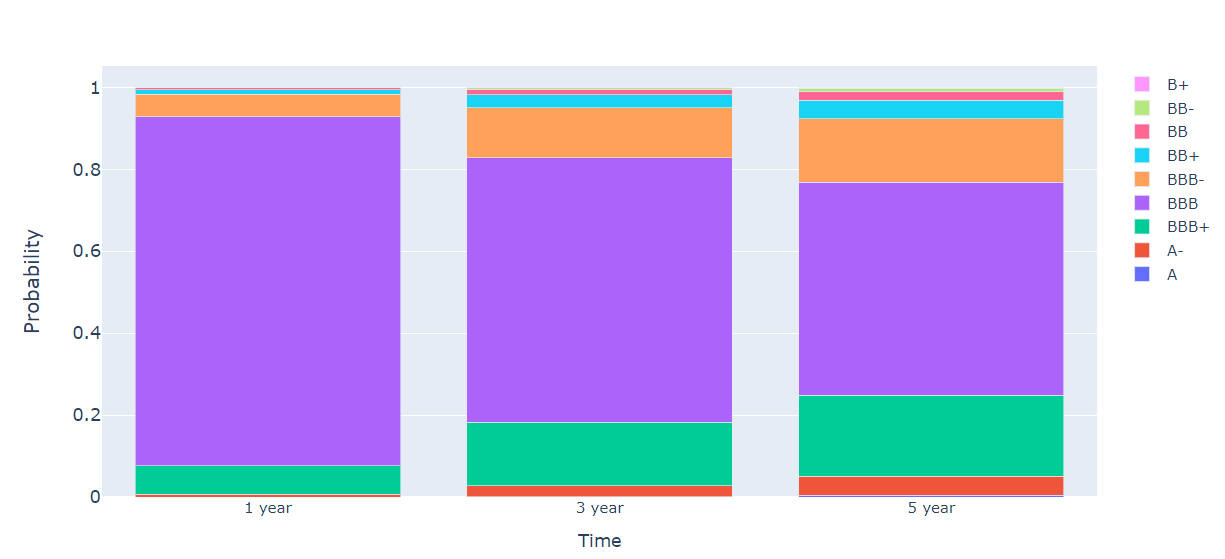 1
0.8
0.6
0.4
0.2
0
Probability
1 year
3 year
5 year
Time
B+
BB-
BB
BB+
BBB-
BBB
BBB+
A-
A